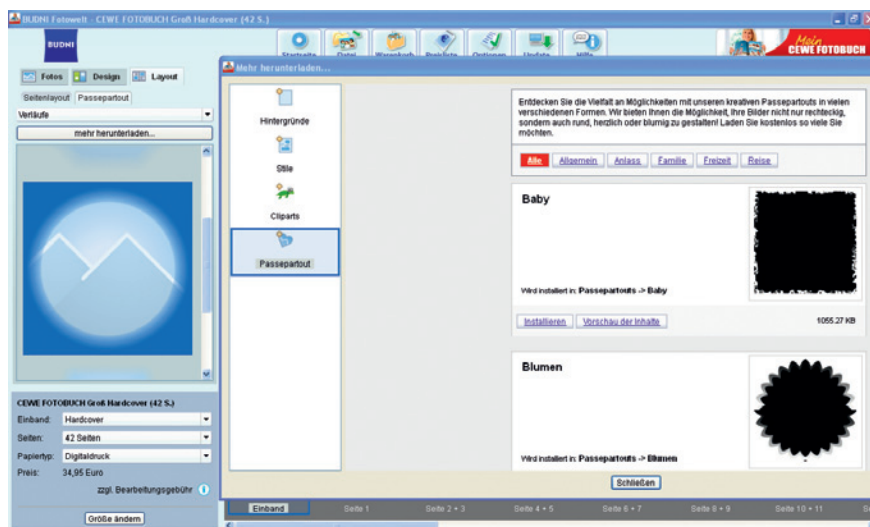 BUDNI Fotowelt - CEWE FOTOBUCH Groß Hardcover (42 S.)
BUDNI
Startseite Datei Warenkorb Preisliste Optionen Update Hilfe
Mein
CEWE FOTOBUCH
Fotos Design Layout
Seitenlayout Passepartout
Verläufe
mehr herunterladen...
Mehr herunterladen...
Hintergründe
Stile
Cliparts
Passepartout
Entdecken Sie die Vielfalt an Möglichkeiten mit unseren kreativen Passepartouts in vielen
verschiedenen Formen. Wir bieten Ihnen die Möglichkeit, Ihre Bilder nicht nur rechteckig,
sondern auch rund, herzlich oder blumig zu gestalten! Laden Sie kostenlos so viele Sie
möchten.
Alle Allgemein Anlass Familie Freizeit Reise
Baby
Wird installiert in: Passepartouts -> Baby
Installieren Vorschau der Inhalte 1055.27 KB
Blumen
Wird installiert in: Passepartouts -> Blumen
Schließen
CEWE FOTOBUCH Groß Hardcover (42 S.)
Einband: Hardcover
Seiten: 42 Seiten
Papiertyp: Digitaldruck
Preis: 34,95 Euro
zzgl. Bearbeitungsgebühr
Größe ändern
Einband Seite 1 Seite 2 + 3 Seite 4 + 5 Seite 6 + 7 Seite 8 + 9 Seite 10 + 11